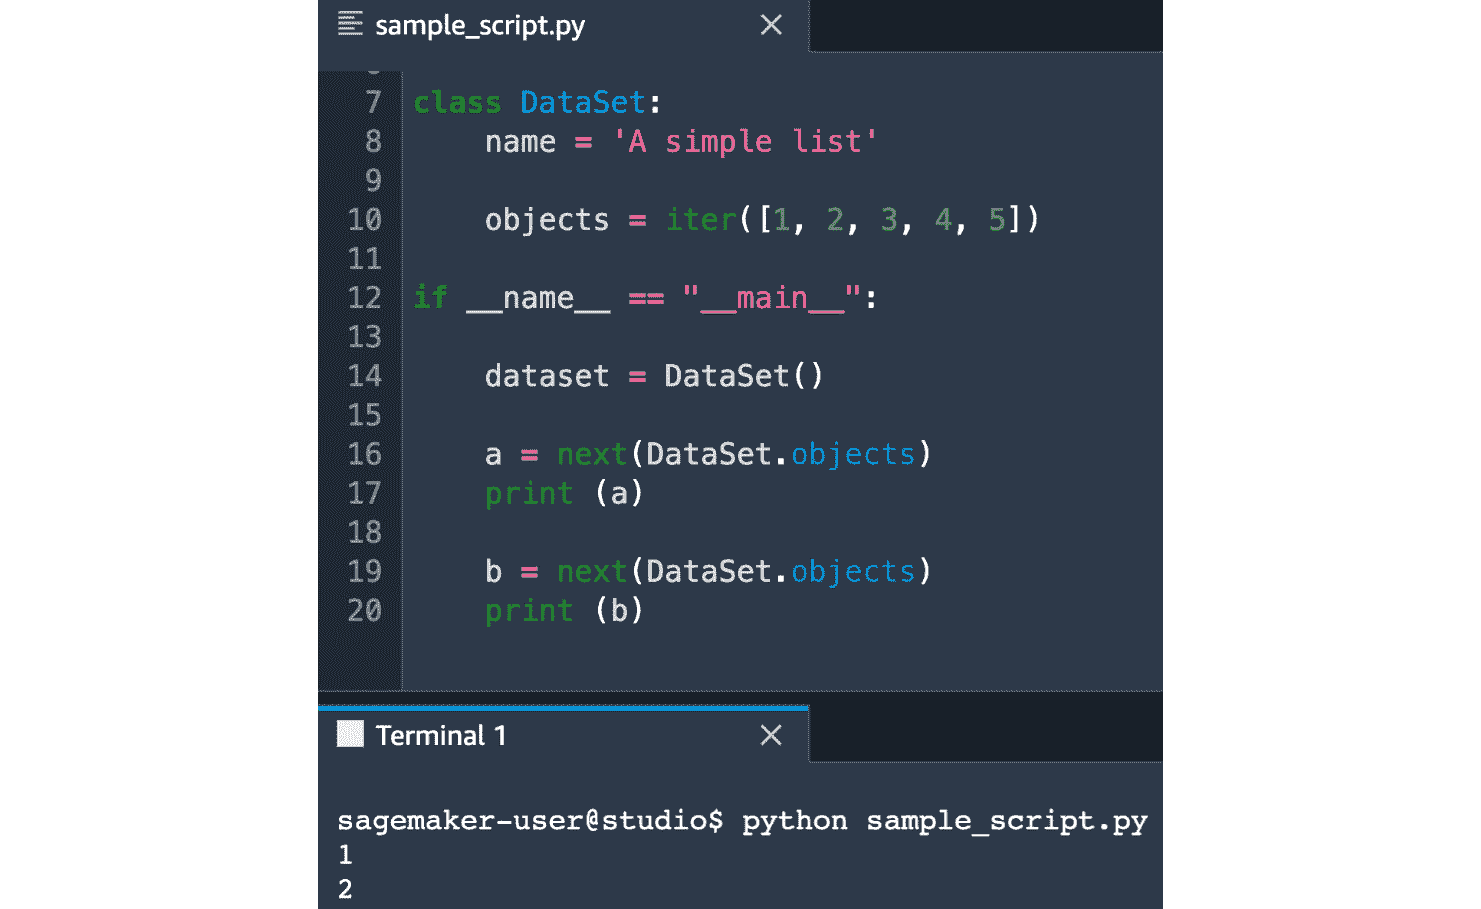 sample_script.py
7 class DataSet:
8     name = 'A simple list'
9
10     objects = iter([1, 2, 3, 4, 5])
11
12 if __name__ == "__main__":
13
14     dataset = DataSet()
15
16     a = next(DataSet.objects)
17     print (a)
18
19     b = next(DataSet.objects)
20     print (b)
Terminal 1
sagemaker-user@studio$ python sample_script.py
1
2